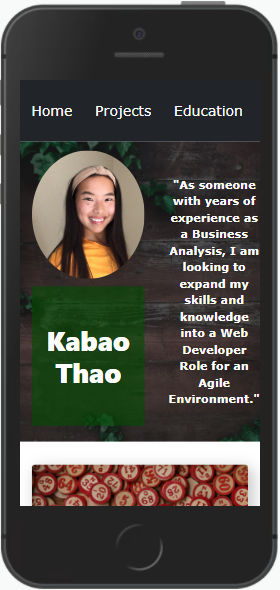 Home Projects Education
"As someone
with years of
experience as
a Business
Analysis, I am
looking to
expand my
skills and
knowledge
into a Web
Developer
Role for an
Agile
Environment."
Kabao
Thao